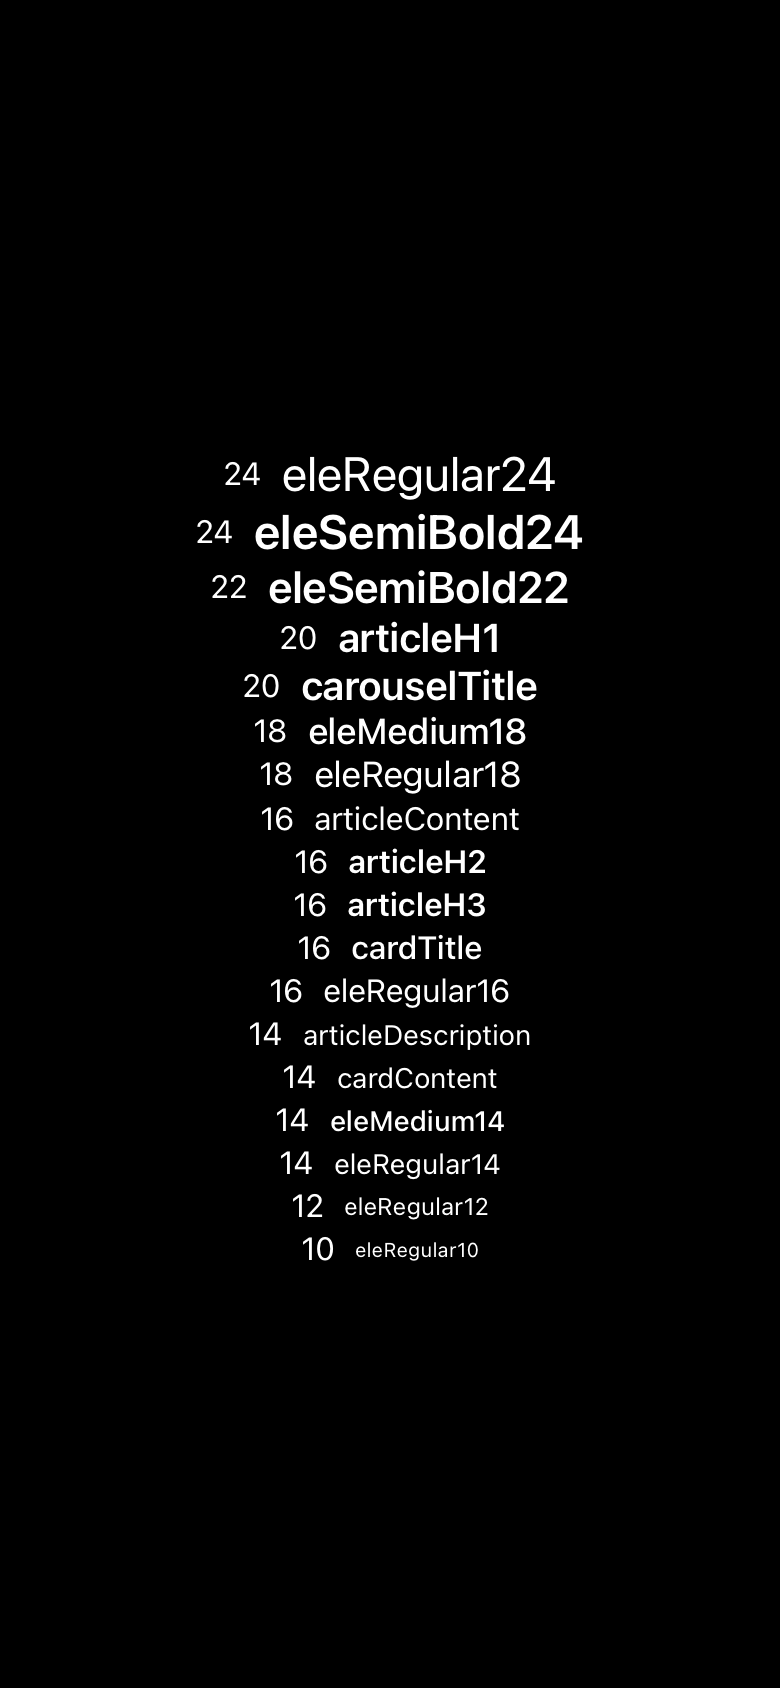 24 eleRegular24
24 eleSemiBold24
22 eleSemiBold22
20 articleH1
20 carouselTitle
18 eleMedium18
18 eleRegular18
16 articleContent
16 articleH2
16 articleH3
16 cardTitle
16 eleRegular16
14 articleDescription
14 cardContent
14 eleMedium14
14 eleRegular14
12 eleRegular12
10 eleRegular10